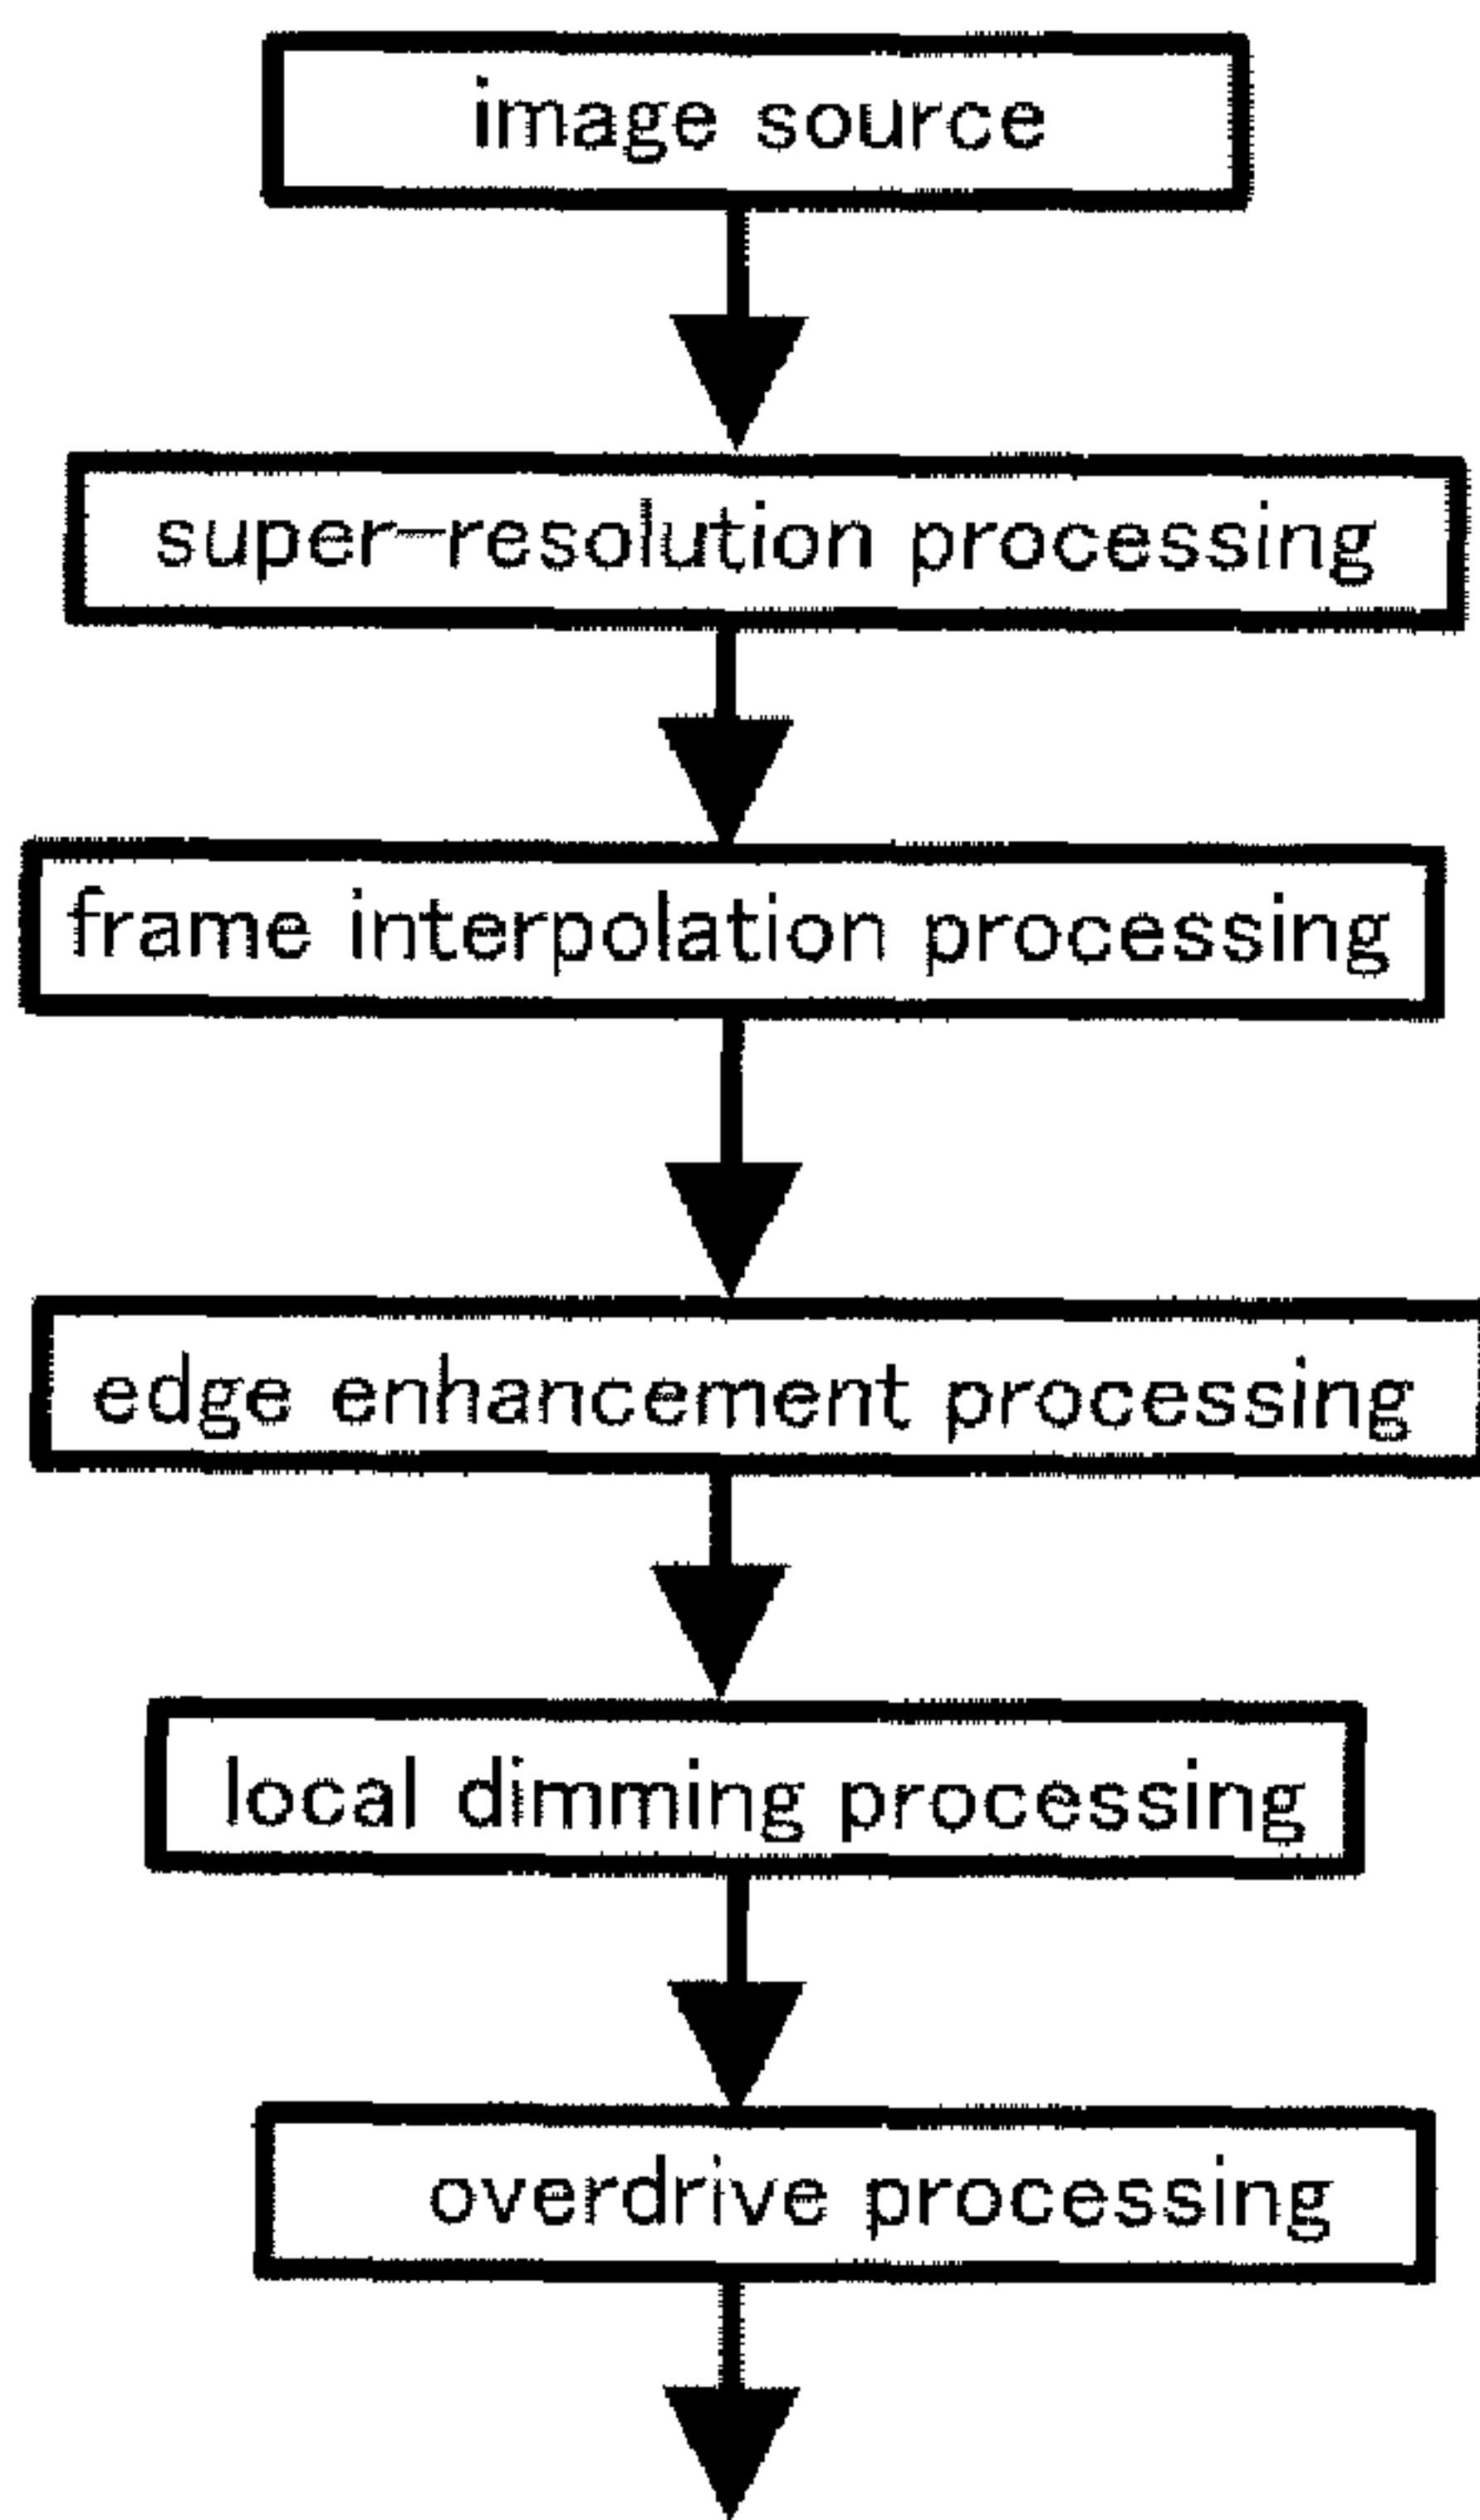 image source
super-resolution processing
frame interpolation processing
edge enhancement processing
local dimming processing
overdrive processing